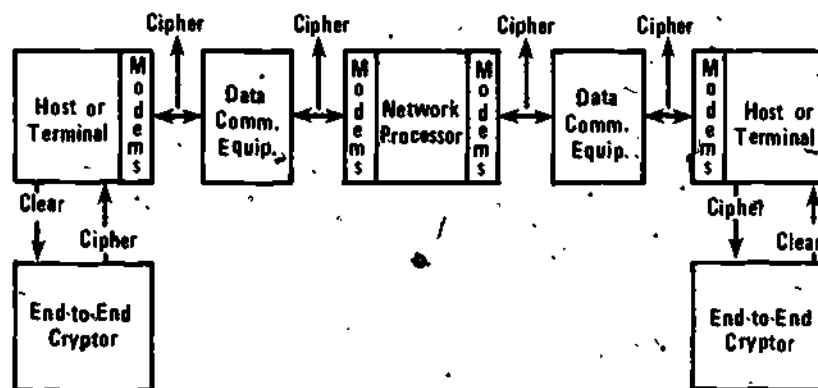 Cipher
Cipher
Cipher
Cipher
Host or
Terminal
Modems
Data
Comm.
Equip.
Modems
Network
Processor
Modems
Data
Comm.
Equip.
Modems
Host or
Terminal
Clear
Cipher
Cipher
Clear
End-to-End
Cryptor
End-to-End
Cryptor